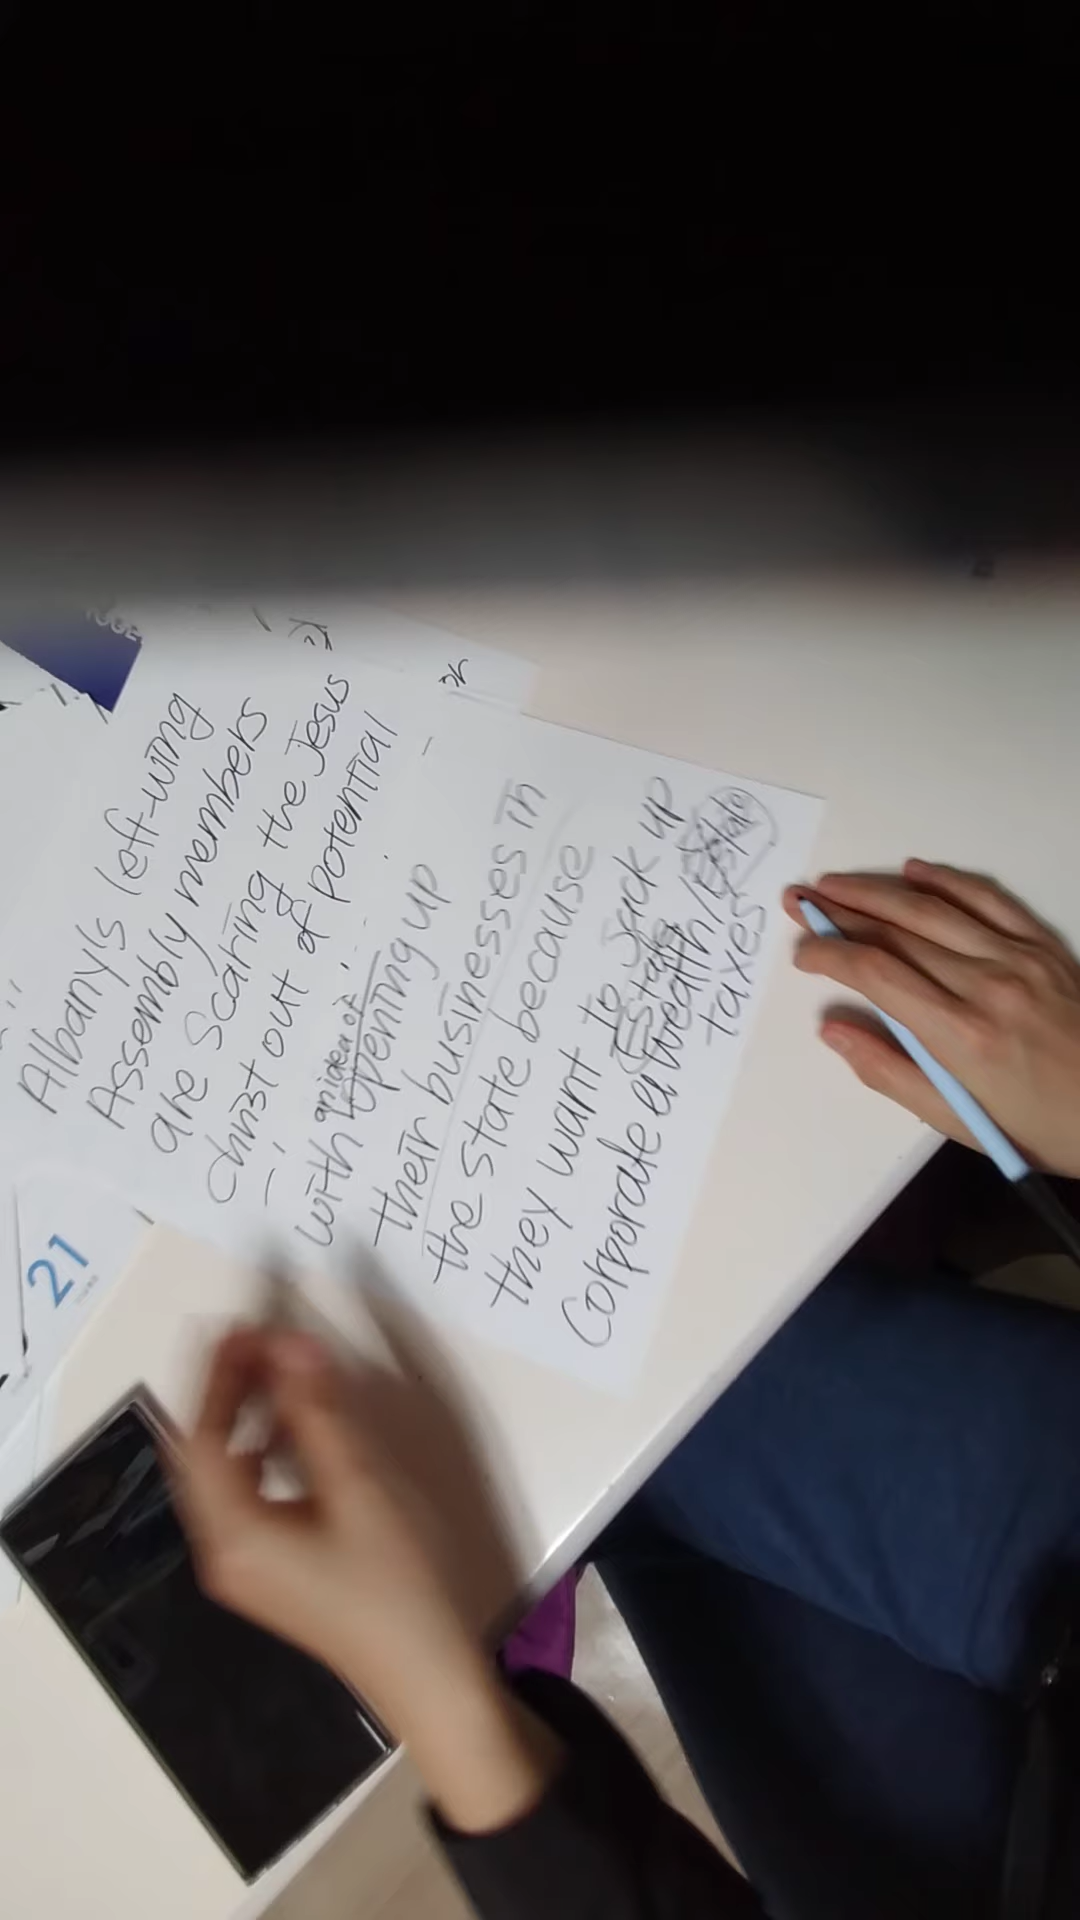 Albany's left-wing
Assembly members
are Scaring the Jesus
Christ out of potential
an idea of
with opening up
their businesses in
the state because
they want to Jack up
Estate
Corporate wealth/Estate
taxes
21